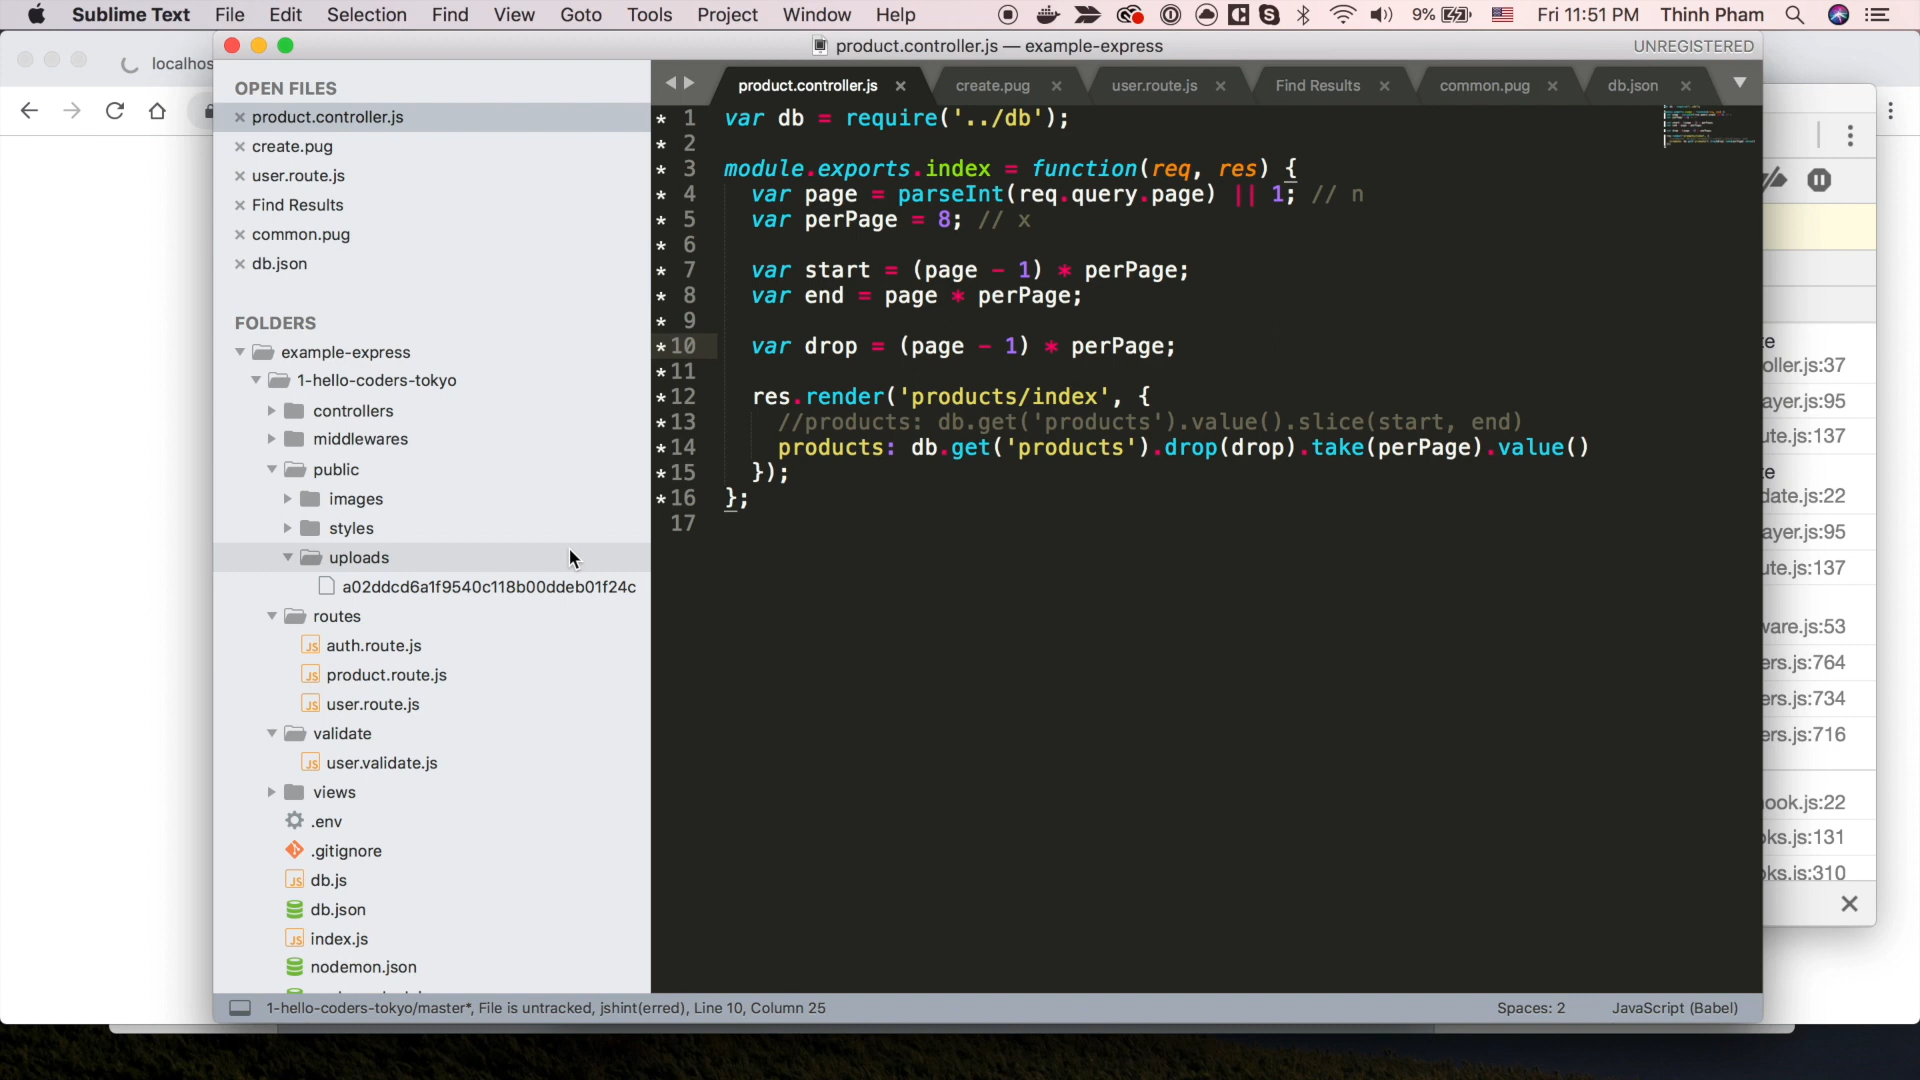 Sublime Text File Edit Selection Find View Goto Tools Project Window Help 9% Fri 11:51 PM Thinh Pham
product.controller.js — example-express UNREGISTERED
localhos
OPEN FILES
product.controller.js
create.pug
user.route.js
Find Results
common.pug
db.json
FOLDERS
example-express
1-hello-coders-tokyo
controllers
middlewares
public
images
styles
uploads
a02ddcd6a1f9540c118b00ddeb01f24c
routes
auth.route.js
product.route.js
user.route.js
validate
user.validate.js
views
.env
.gitignore
db.js
db.json
index.js
nodemon.json
product.controller.js create.pug user.route.js Find Results common.pug db.json
* 1 var db = require('../db');
* 2
* 3 module.exports.index = function(req, res) {
* 4 var page = parseInt(req.query.page) || 1; // n
* 5 var perPage = 8; // x
* 6
* 7 var start = (page - 1) * perPage;
* 8 var end = page * perPage;
* 9
* 10 var drop = (page - 1) * perPage;
* 11
* 12 res.render('products/index', {
* 13 //products: db.get('products').value().slice(start, end)
* 14 products: db.get('products').drop(drop).take(perPage).value()
* 15 });
* 16 };
17
te
oller.js:37
ayer.js:95
ute.js:137
te
date.js:22
ayer.js:95
ute.js:137
ware.js:53
ers.js:764
ers.js:734
ers.js:716
ook.js:22
oks.js:131
oks.js:310
1-hello-coders-tokyo/master*, File is untracked, jshint(erred), Line 10, Column 25 Spaces: 2 JavaScript (Babel)